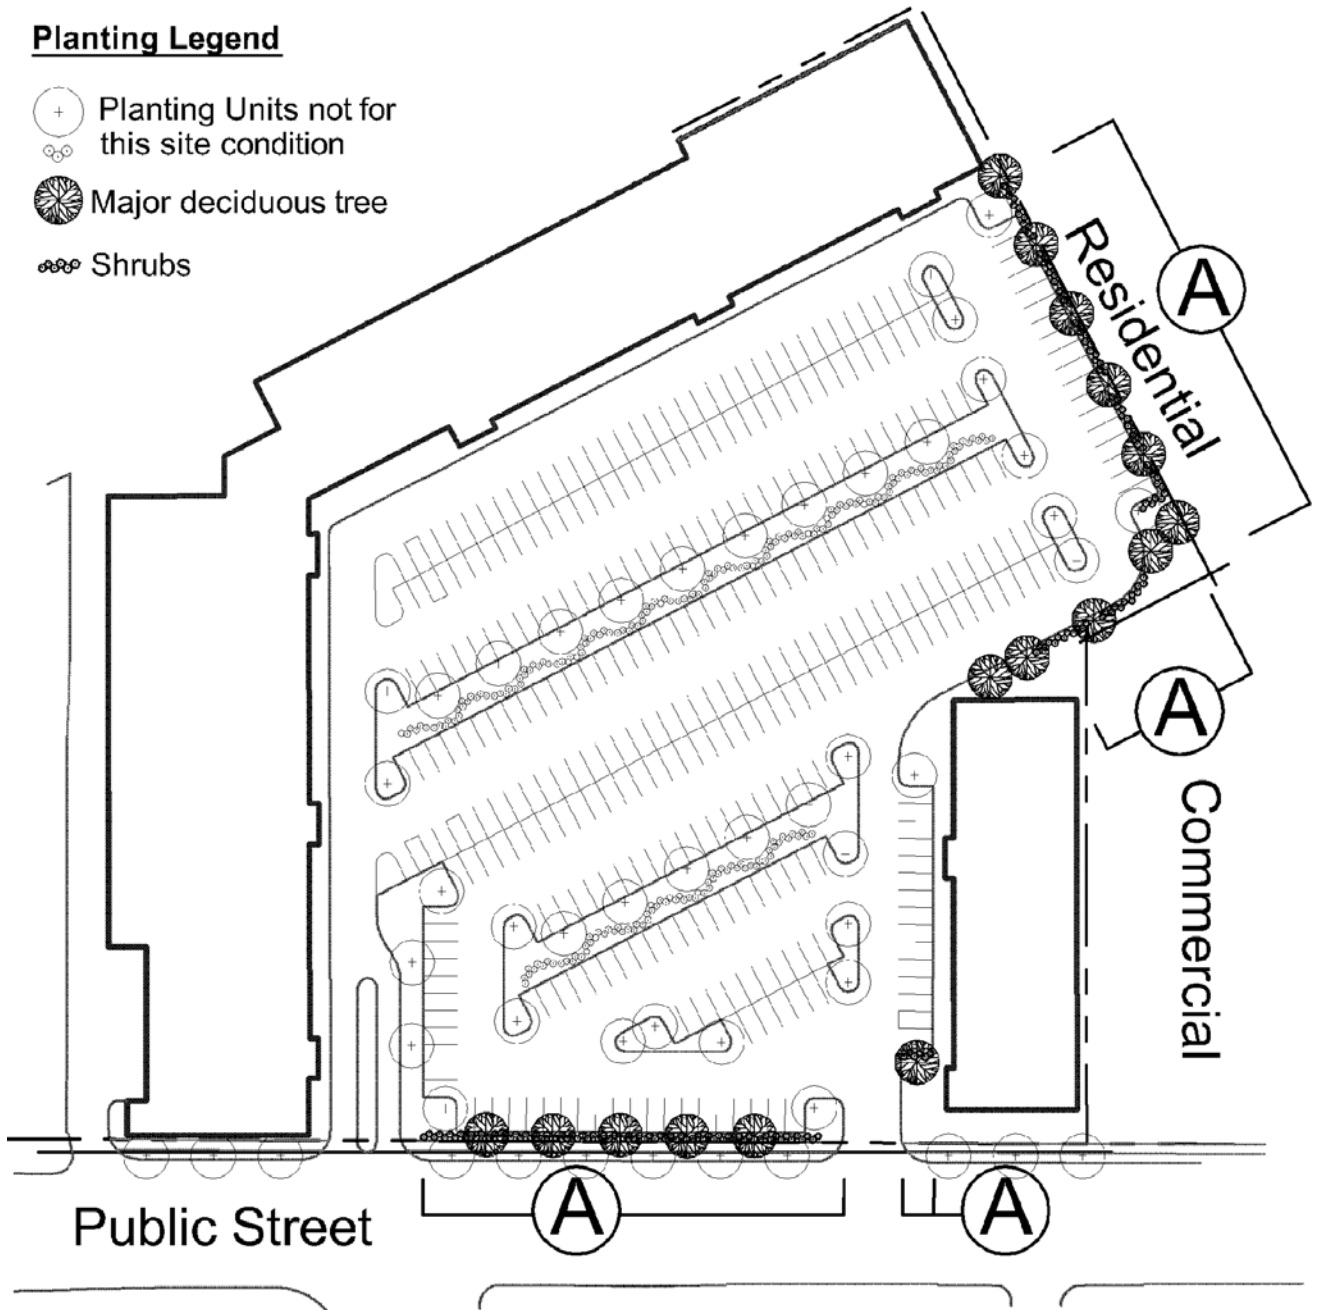 Planting Legend
Planting Units not for
this site condition
Major deciduous tree
Shrubs
Residential
A
A
Commercial
Public Street
A
A